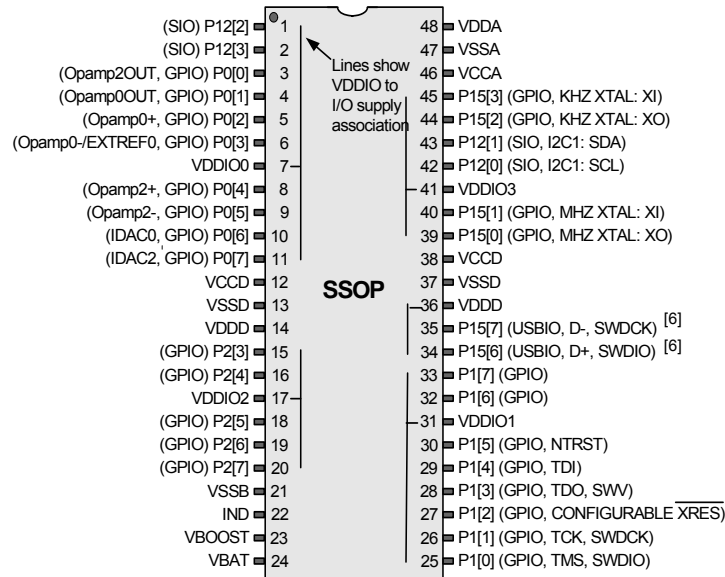 (SIO) P12[2] 1
(SIO) P12[3] 2
(Opamp2OUT, GPIO) P0[0] 3
(Opamp0OUT, GPIO) P0[1] 4
(Opamp0+, GPIO) P0[2] 5
(Opamp0-/EXTREF0, GPIO) P0[3] 6
VDDIO0 7
(Opamp2+, GPIO) P0[4] 8
(Opamp2-, GPIO) P0[5] 9
(IDAC0, GPIO) P0[6] 10
(IDAC2, GPIO) P0[7] 11
VCCD 12
VSSD 13
VDDD 14
(GPIO) P2[3] 15
(GPIO) P2[4] 16
VDDIO2 17
(GPIO) P2[5] 18
(GPIO) P2[6] 19
(GPIO) P2[7] 20
VSSB 21
IND 22
VBOOST 23
VBAT 24
Lines show
VDDIO to
I/O supply
association
SSOP
48 VDDA
47 VSSA
46 VCCA
45 P15[3] (GPIO, KHZ XTAL: XI)
44 P15[2] (GPIO, KHZ XTAL: XO)
43 P12[1] (SIO, I2C1: SDA)
42 P12[0] (SIO, I2C1: SCL)
41 VDDIO3
40 P15[1] (GPIO, MHZ XTAL: XI)
39 P15[0] (GPIO, MHZ XTAL: XO)
38 VCCD
37 VSSD
36 VDDD
35 P15[7] (USBIO, D-, SWDCK) [6]
34 P15[6] (USBIO, D+, SWDIO) [6]
33 P1[7] (GPIO)
32 P1[6] (GPIO)
31 VDDIO1
30 P1[5] (GPIO, NTRST)
29 P1[4] (GPIO, TDI)
28 P1[3] (GPIO, TDO, SWV)
27 P1[2] (GPIO, CONFIGURABLE XRES)
26 P1[1] (GPIO, TCK, SWDCK)
25 P1[0] (GPIO, TMS, SWDIO)